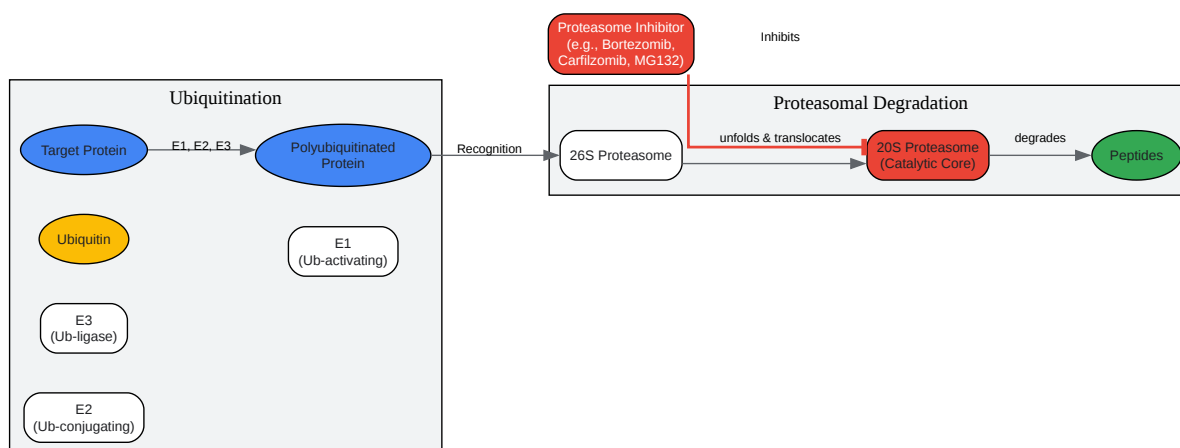 Proteasome Inhibitor
(e.g., Bortezomib,
Carfilzomib, MG132)
Inhibits
Ubiquitination
Proteasomal Degradation
Target Protein
E1, E2, E3
Polyubiquitinated
Protein
Recognition
26S Proteasome
unfolds & translocates
20S Proteasome
(Catalytic Core)
degrades
Peptides
Ubiquitin
E1
(Ub-activating)
E3
(Ub-ligase)
E2
(Ub-conjugating)